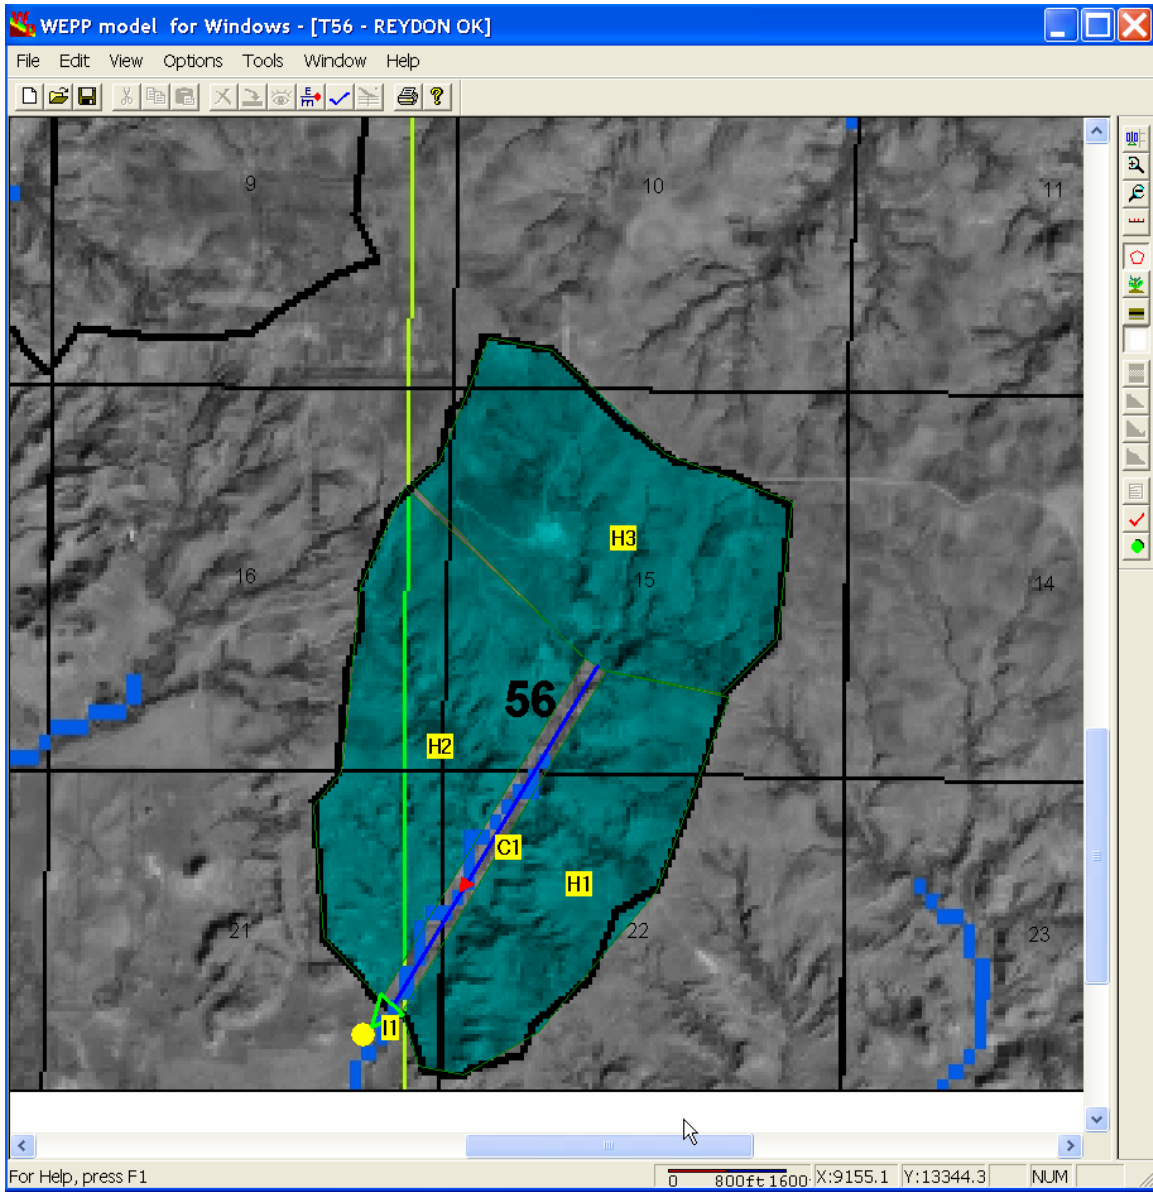 WEPP model for Windows - [T56 - REYDON OK]
File Edit View Options Tools Window Help
9
10
11
H3
16
15
14
56
H2
C1
H1
21
22
23
I1
For Help, press F1
0 800ft 1600
X:9155.1
Y:13344.3
NUM